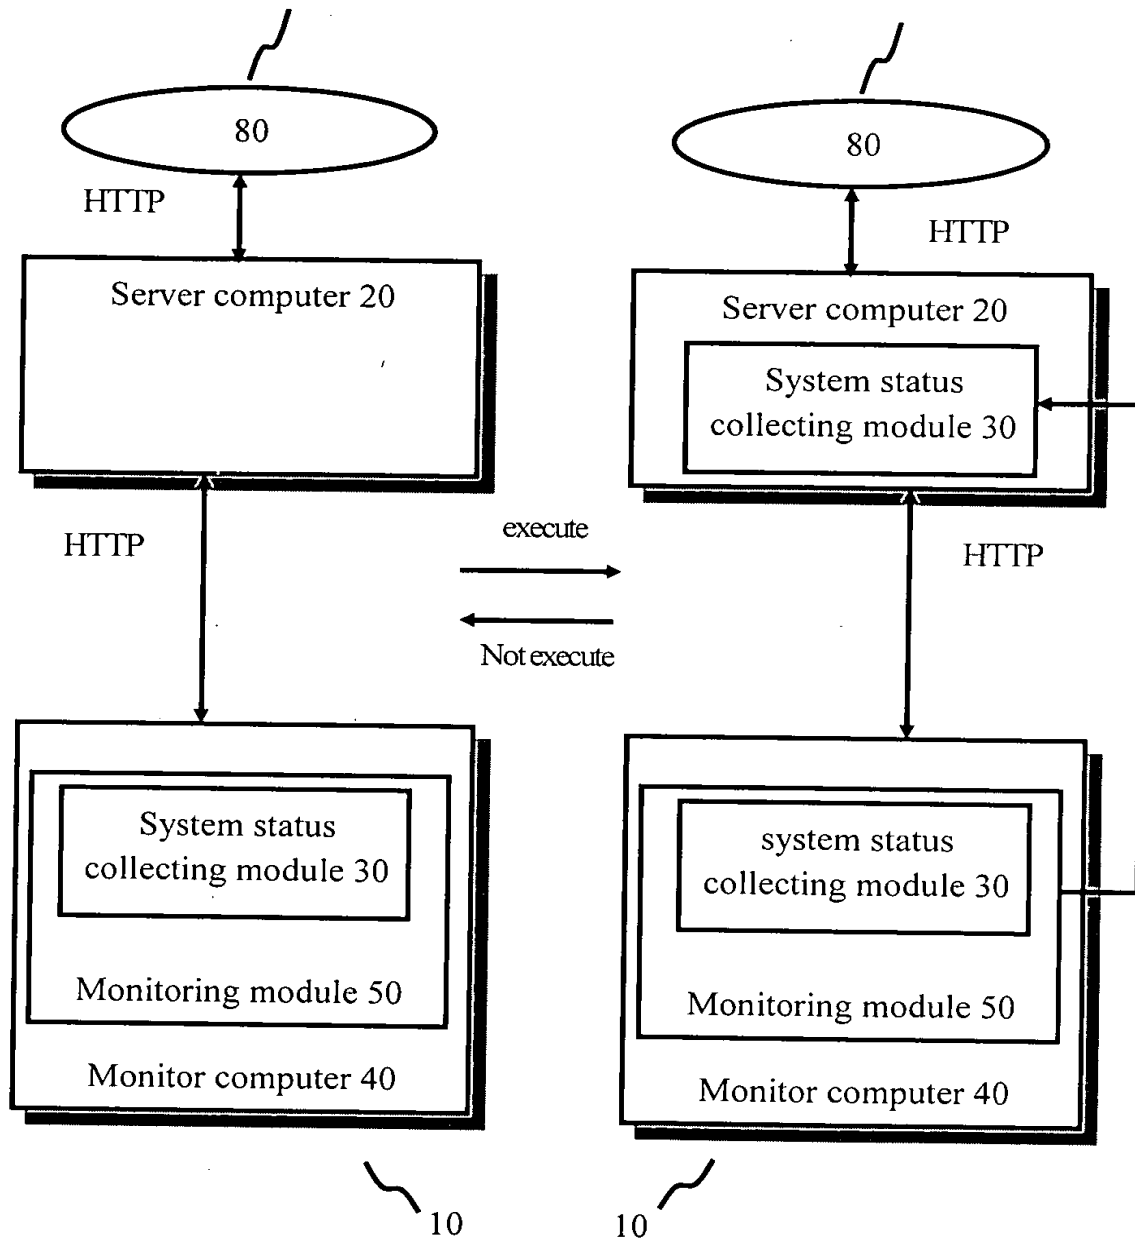 80
HTTP
Server computer 20
HTTP
80
HTTP
Server computer 20
System status
collecting module 30
HTTP
execute
Not execute
System status
collecting module 30
Monitoring module 50
Monitor computer 40
system status
collecting module 30
Monitoring module 50
Monitor computer 40
10
10